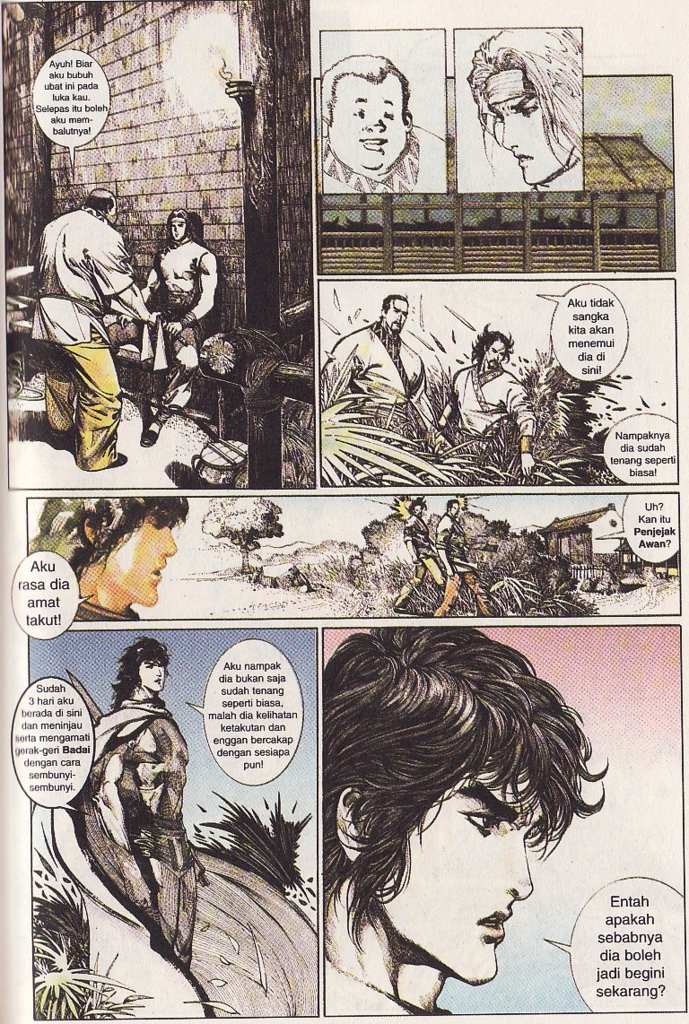 Ayuh! Biar
aku bubuh
ubat ini pada
luka kau.
Selepas itu boleh
aku mem-
balutnya!
Aku tidak
sangka
kita akan
menemui
dia di
sini!
Nampaknya
dia sudah
tenang seperti
biasa!
Uh?
Kan itu
Penjejak
Awan?
Aku
rasa dia
amat
takut!
Aku nampak
dia bukan saja
sudah tenang
seperti biasa,
malah dia kelihatan
ketakutan dan
enggan bercakap
dengan sesiapa
pun!
Sudah
3 hari aku
berada di sini
dan meninjau
serta mengamati
gerak-geri Badai
dengan cara
sembunyi-
sembunyi.
Entah
apakah
sebabnya
dia boleh
jadi begini
sekarang?